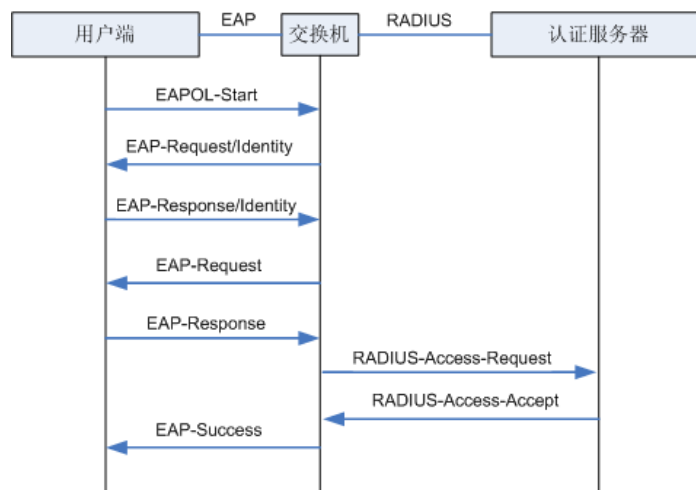 EAP
RADIUS
用户端
交换机
认证服务器
EAPOL-Start
EAP-Request/Identity
EAP-Response/Identity
EAP-Request
EAP-Response
RADIUS-Access-Request
RADIUS-Access-Accept
EAP-Success